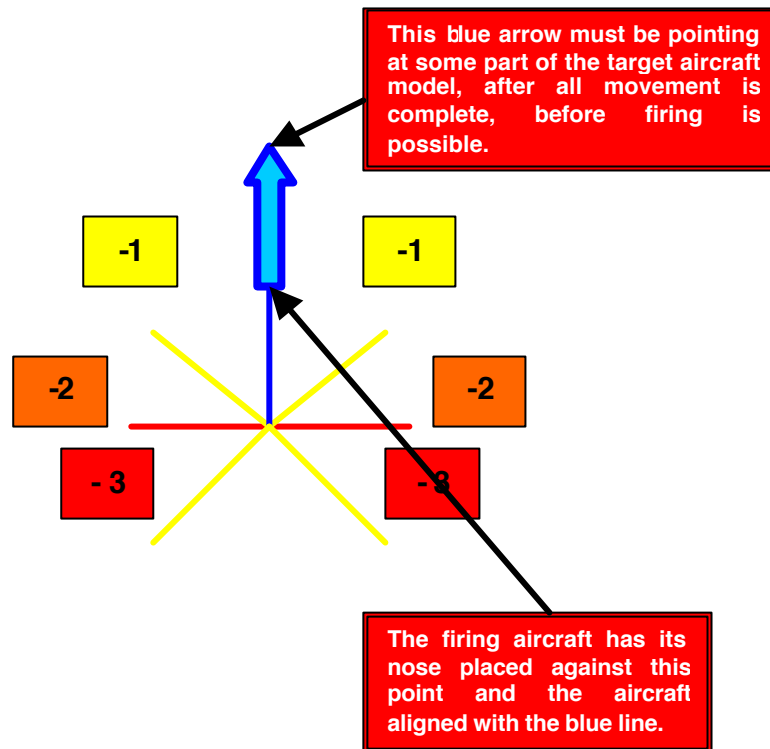 This blue arrow must be pointing
at some part of the target aircraft
model, after all movement is
complete, before firing is
possible.
-1
-1
-2
-2
- 3
- 3
The firing aircraft has its
nose placed against this
point and the aircraft
aligned with the blue line.